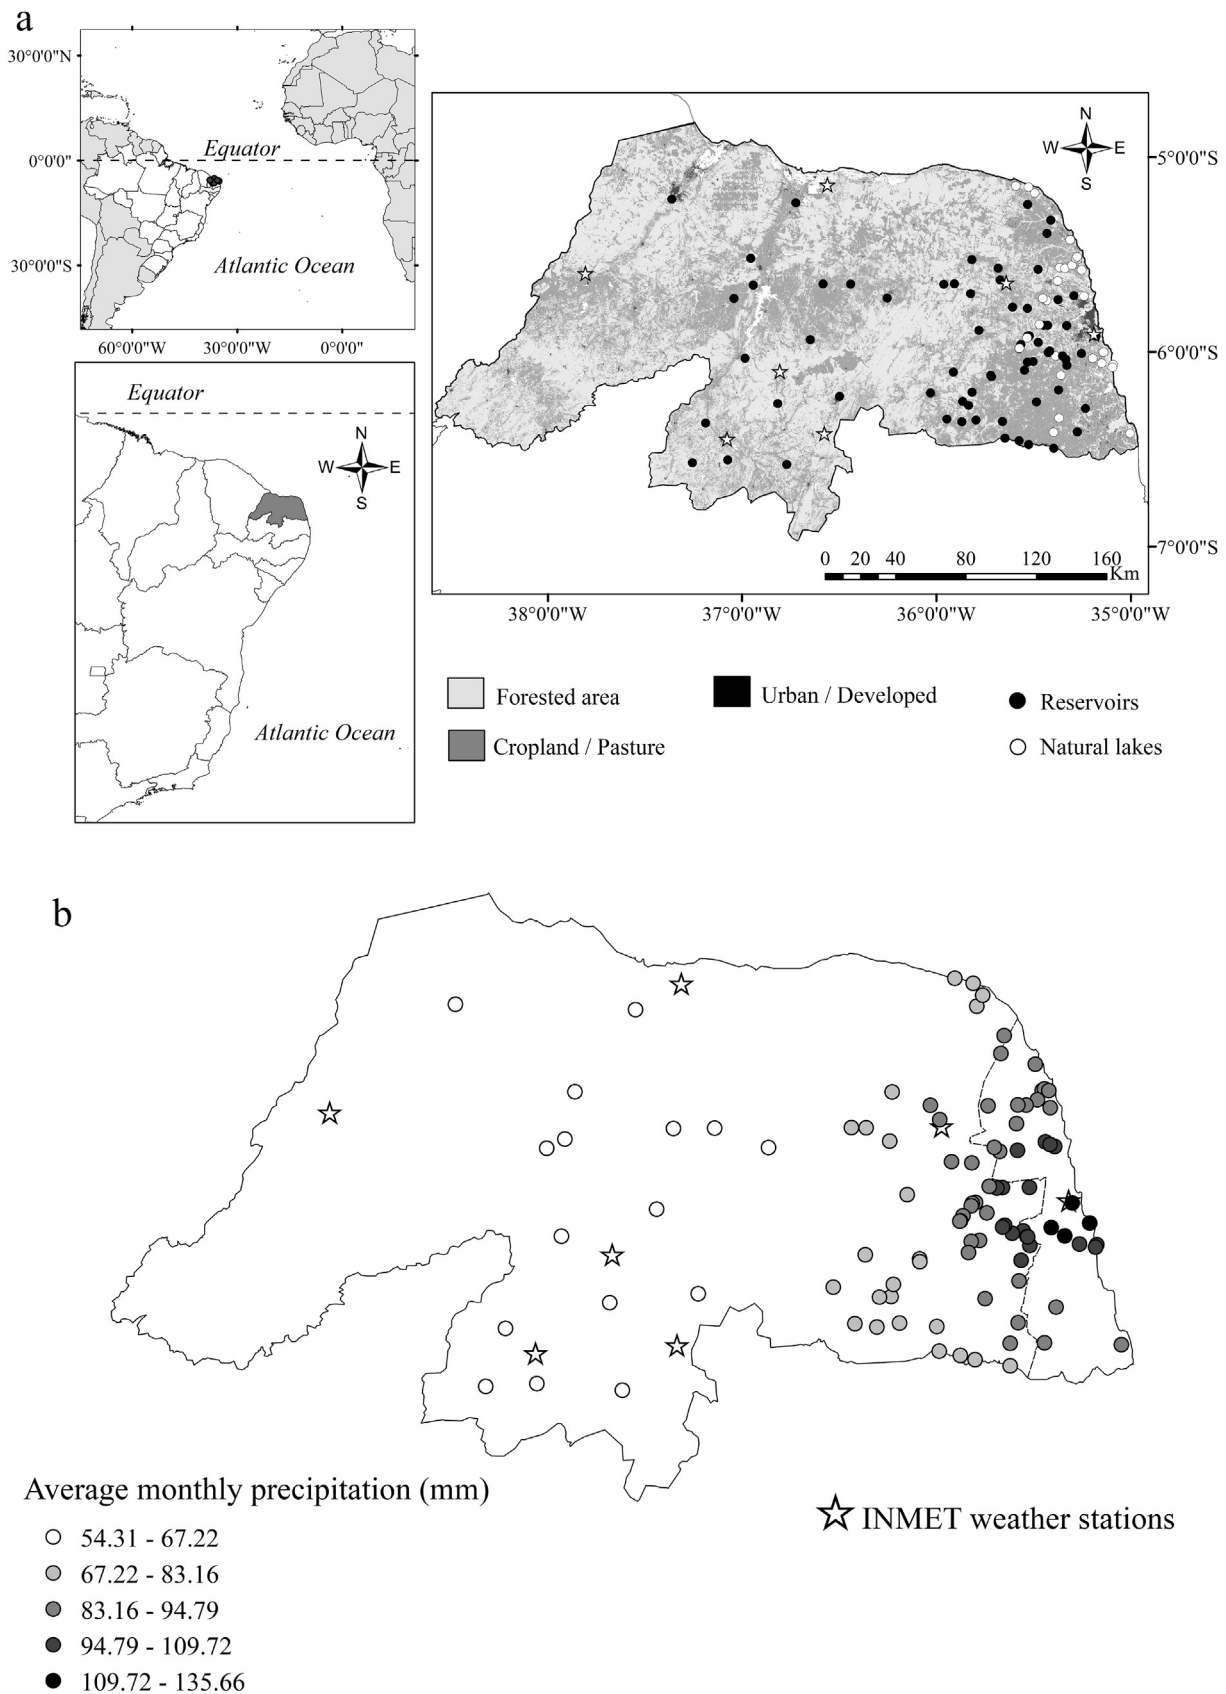 a
30°0'0"N
0°0'0"
30°0'0"S
60°0'0"W
30°0'0"W
0°0'0"
Equator
Atlantic Ocean
Equator
N
W
E
S
Atlantic Ocean
N
W
E
S
5°0'0"S
6°0'0"S
7°0'0"S
0 20 40 80 120 160
Km
38°0'0"W
37°0'0"W
36°0'0"W
35°0'0"W
Forested area
Cropland / Pasture
Urban / Developed
Reservoirs
Natural lakes
b
Average monthly precipitation (mm)
54.31 - 67.22
67.22 - 83.16
83.16 - 94.79
94.79 - 109.72
109.72 - 135.66
INMET weather stations